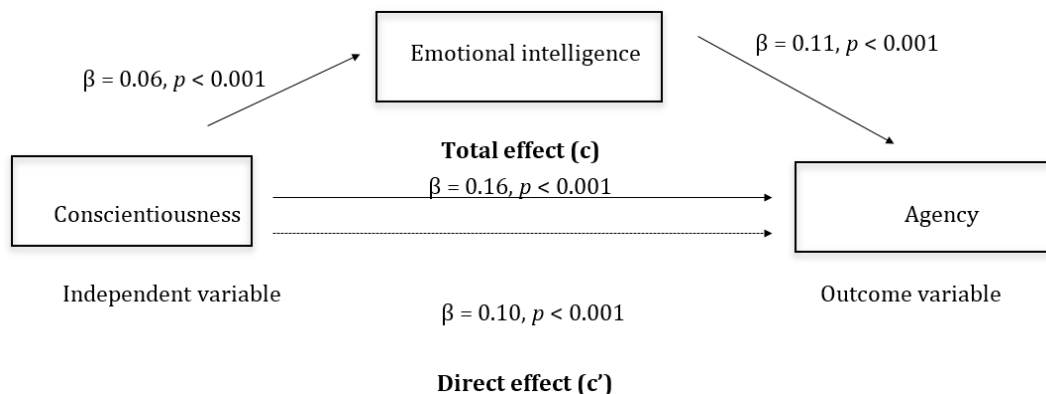 Emotional intelligence
β = 0.11, p < 0.001
β = 0.06, p < 0.001
Total effect (c)
β = 0.16, p < 0.001
Conscientiousness
Agency
Independent variable
Outcome variable
β = 0.10, p < 0.001
Direct effect (c’)